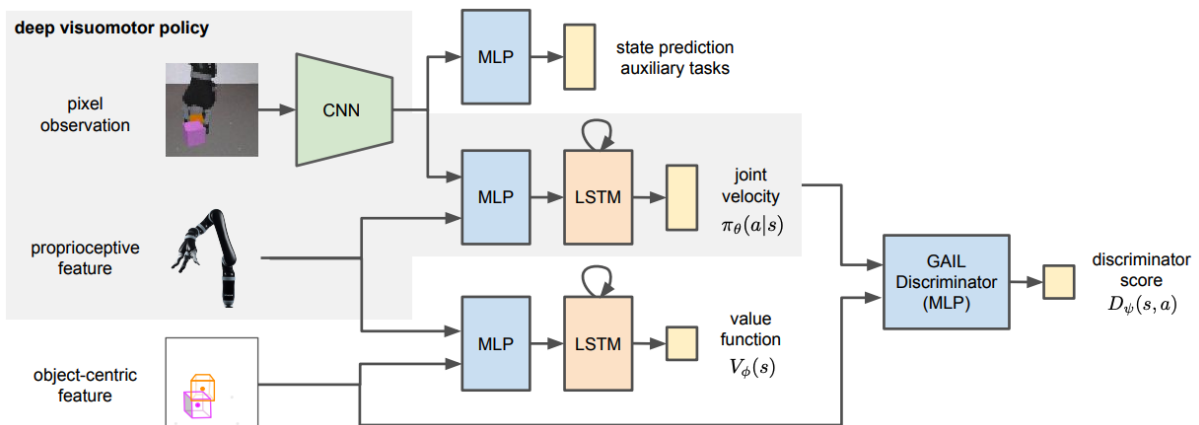 deep visuomotor policy
pixel
observation
CNN
MLP
state prediction
auxiliary tasks
MLP
LSTM
joint
velocity
πθ(a|s)
proprioceptive
feature
GAIL
Discriminator
(MLP)
discriminator
score
Dψ(s, a)
MLP
LSTM
value
function
Vϕ(s)
object-centric
feature